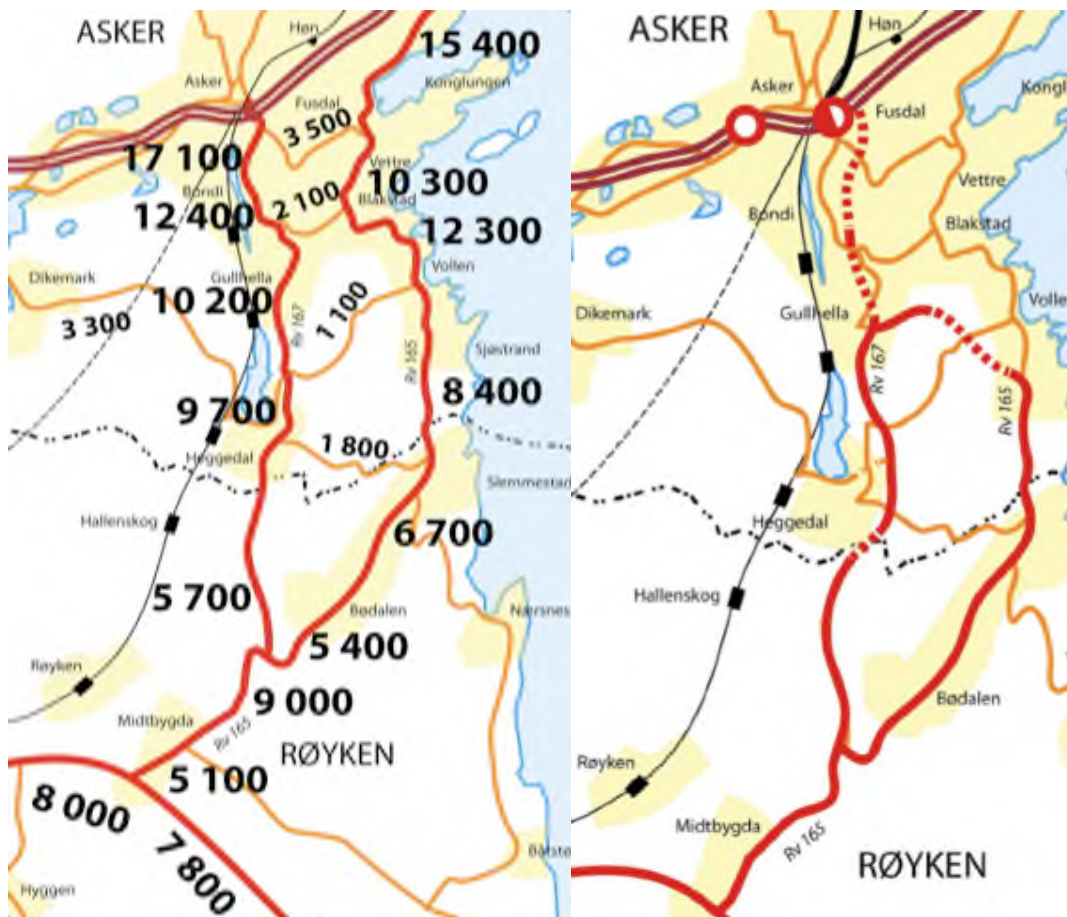 ASKER
Høn
15 400
Asker
Konglungen
Fusdal
3 500
17 100
Vettre
10 300
Bondi
2 100
Blakstad
12 400
12 300
Vollen
Dikemark
Gullhella
10 200
3 300
1 100
Rv 167
Rv 165
Sjøstrand
8 400
9 700
1 800
Heggedal
Slemmestad
Hallenskog
6 700
5 700
Bødalen
Nærsnes
5 400
Røyken
9 000
Midtbygda
Rv 165
RØYKEN
5 100
8 000
7 800
Båtstø
Hyggen
ASKER
Høn
Asker
Kongl
Fusdal
Vettre
Bondi
Blakstad
Volle
Dikemark
Gullhella
Rv 167
Rv 165
Heggedal
Hallenskog
Bødalen
Røyken
Midtbygda
Rv 165
RØYKEN